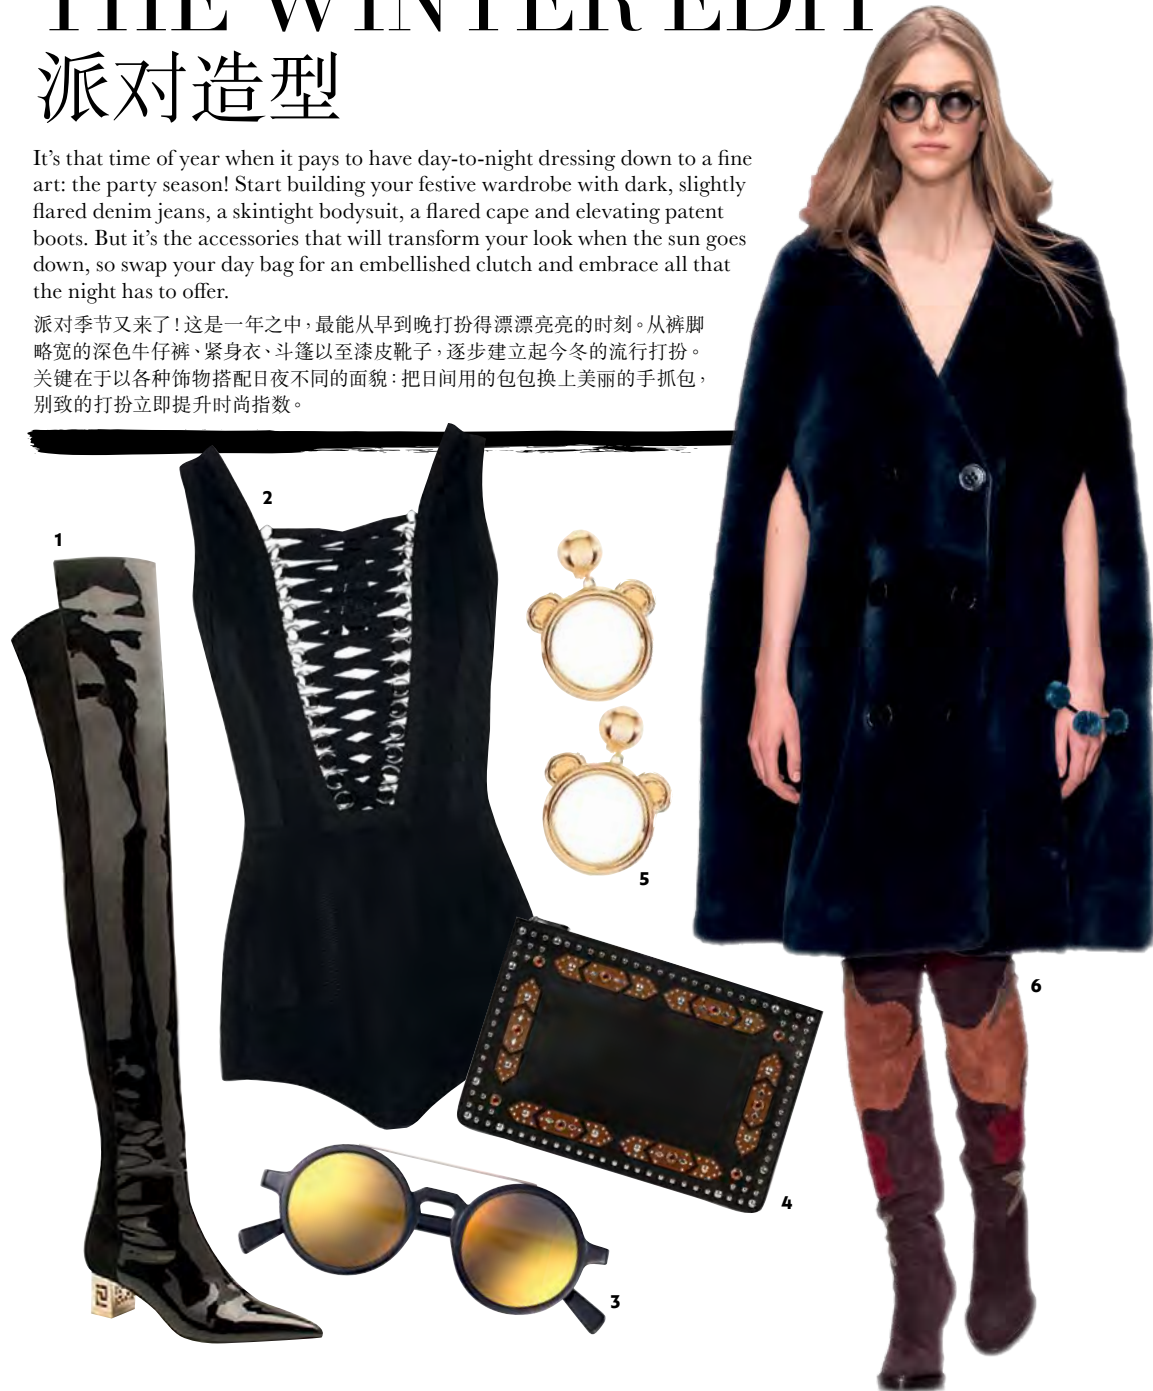 THE WINTER EDIT
派对造型
It’s that time of year when it pays to have day-to-night dressing down to a fine
art: the party season! Start building your festive wardrobe with dark, slightly
flared denim jeans, a skintight bodysuit, a flared cape and elevating patent
boots. But it’s the accessories that will transform your look when the sun goes
down, so swap your day bag for an embellished clutch and embrace all that
the night has to offer.
派对季节又来了!这是一年之中,最能从早到晚打扮得漂漂亮亮的时刻。从裤脚
略宽的深色牛仔裤、紧身衣、斗篷以至漆皮靴子,逐步建立起今冬的流行打扮。
关键在于以各种饰物搭配日夜不同的面貌:把日间用的包包换上美丽的手抓包,
别致的打扮立即提升时尚指数。
2
1
5
6
4
3